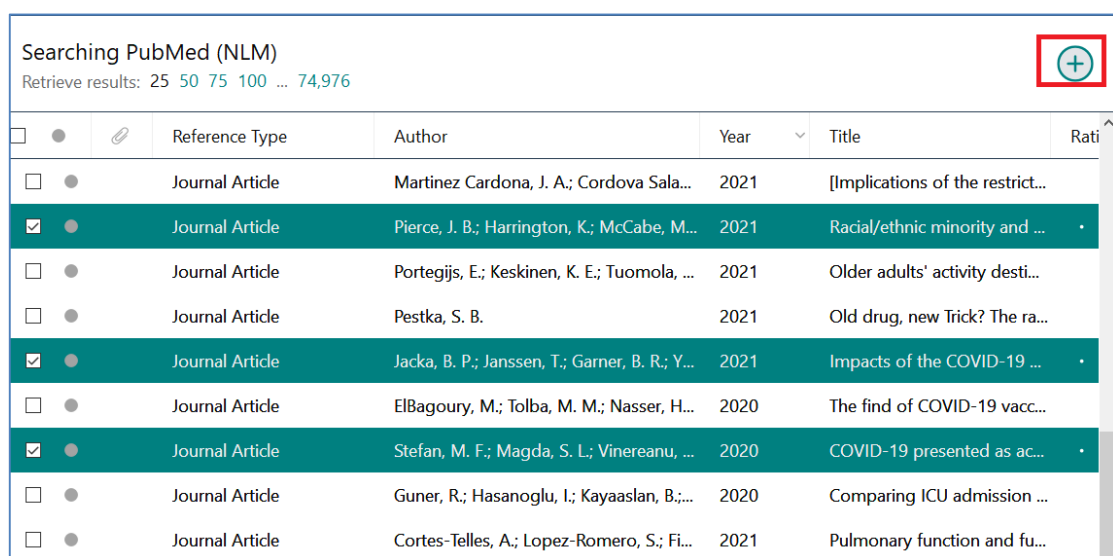 Searching PubMed (NLM)
Retrieve results: 25 50 75 100 ... 74,976
Reference Type Author Year Title Rati
Journal Article Martinez Cardona, J. A.; Cordova Sala... 2021 [Implications of the restrict...
Journal Article Pierce, J. B.; Harrington, K.; McCabe, M... 2021 Racial/ethnic minority and ...
Journal Article Portegijs, E.; Keskinen, K. E.; Tuomola, ... 2021 Older adults' activity desti...
Journal Article Pestka, S. B. 2021 Old drug, new Trick? The ra...
Journal Article Jacka, B. P.; Janssen, T.; Garner, B. R.; Y... 2021 Impacts of the COVID-19 ...
Journal Article ElBagoury, M.; Tolba, M. M.; Nasser, H... 2020 The find of COVID-19 vacc...
Journal Article Stefan, M. F.; Magda, S. L.; Vinereanu, ... 2020 COVID-19 presented as ac...
Journal Article Guner, R.; Hasanoglu, I.; Kayaaslan, B.;... 2020 Comparing ICU admission ...
Journal Article Cortes-Telles, A.; Lopez-Romero, S.; Fi... 2021 Pulmonary function and fu...